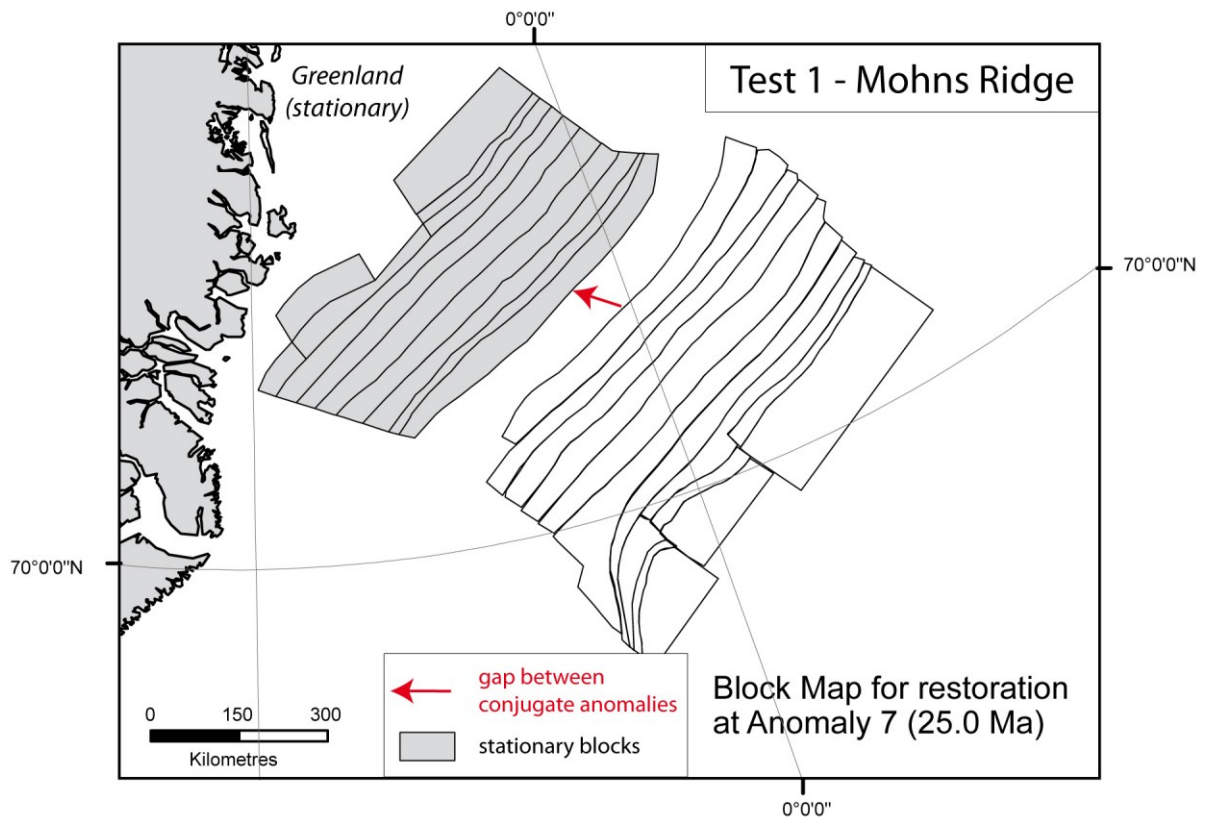 0°0'0"
Greenland
(stationary)
Test 1 - Mohns Ridge
70°0'0"N
70°0'0"N
gap between
conjugate anomalies
stationary blocks
0 150 300
Kilometres
Block Map for restoration
at Anomaly 7 (25.0 Ma)
0°0'0"